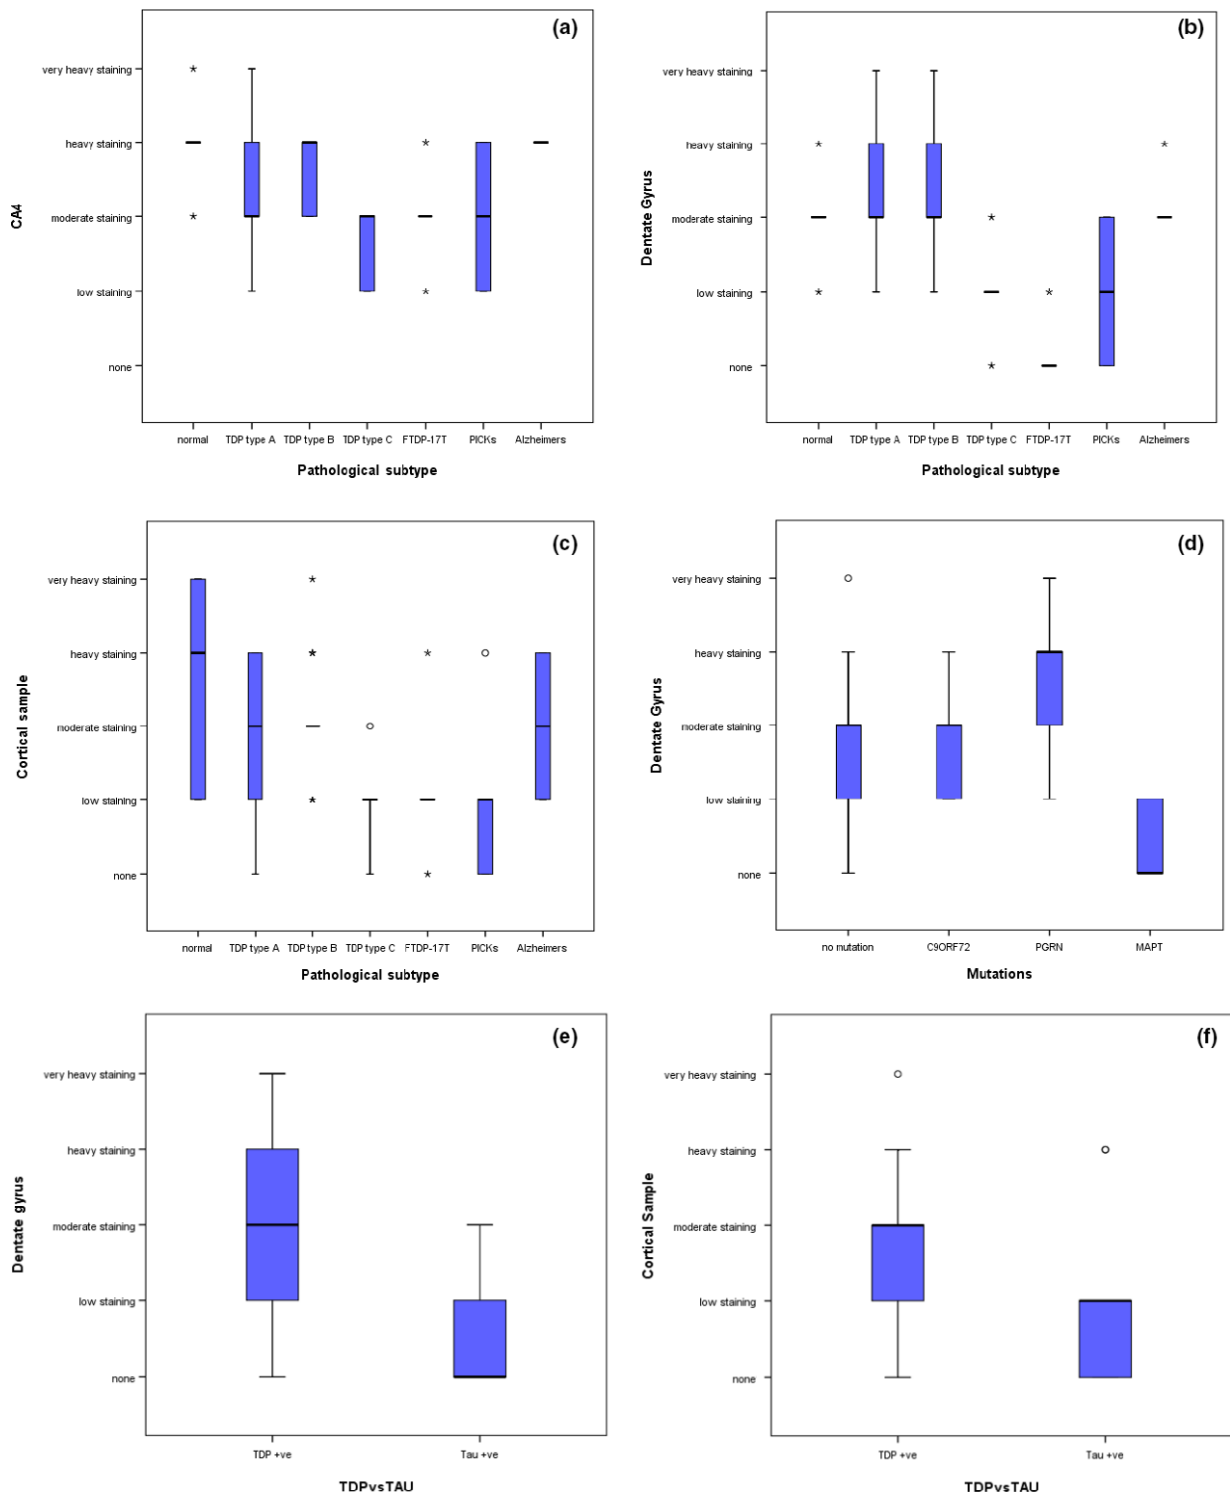 (a)
very heavy staining
heavy staining
moderate staining
low staining
none
CA4
normal TDP type A TDP type B TDP type C FTDP-17T PICKs Alzheimers
Pathological subtype
(b)
very heavy staining
heavy staining
moderate staining
low staining
none
Dentate Gyrus
normal TDP type A TDP type B TDP type C FTDP-17T PICKs Alzheimers
Pathological subtype
(c)
very heavy staining
heavy staining
moderate staining
low staining
none
Cortical sample
normal TDP type A TDP type B TDP type C FTDP-17T PICKs Alzheimers
Pathological subtype
(d)
very heavy staining
heavy staining
moderate staining
low staining
none
Dentate Gyrus
no mutation C9ORF72 PGRN MAPT
Mutations
(e)
very heavy staining
heavy staining
moderate staining
low staining
none
Dentate gyrus
TDP +ve Tau +ve
TDPvsTAU
(f)
very heavy staining
heavy staining
moderate staining
low staining
none
Cortical Sample
TDP +ve Tau +ve
TDPvsTAU